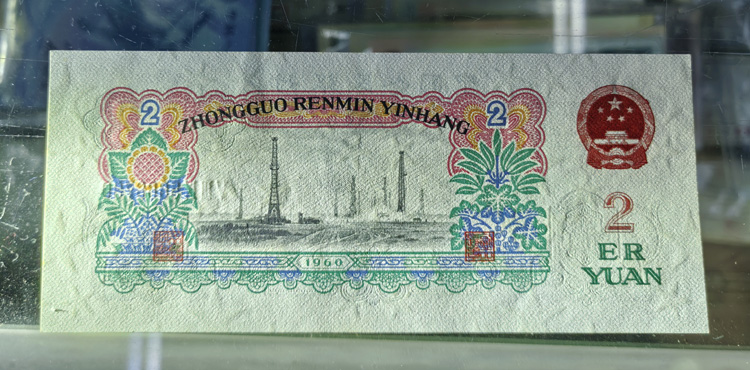 2
ZHONGGUO RENMIN YINHANG
2
1960
2
ER
YUAN